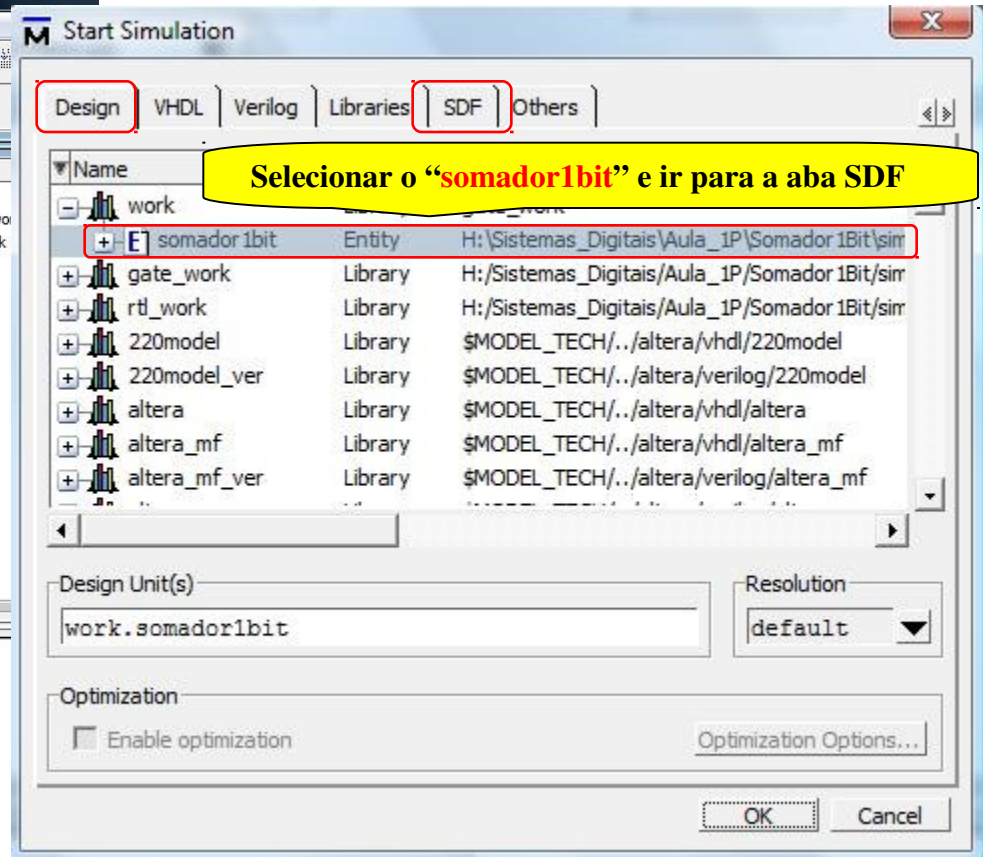 Start Simulation
Design VHDL Verilog Libraries SDF Others
Name
Selecionar o “somador1bit” e ir para a aba SDF
work
somador1bit Entity H:\Sistemas_Digitais\Aula_1P\Somador1Bit\sim
gate_work Library H:/Sistemas_Digitais/Aula_1P/Somador1Bit/sim
rtl_work Library H:/Sistemas_Digitais/Aula_1P/Somador1Bit/sim
220model Library $MODEL_TECH/../altera/vhdl/220model
220model_ver Library $MODEL_TECH/../altera/verilog/220model
altera Library $MODEL_TECH/../altera/vhdl/altera
altera_mf Library $MODEL_TECH/../altera/vhdl/altera_mf
altera_mf_ver Library $MODEL_TECH/../altera/verilog/altera_mf
Design Unit(s) Resolution
work.somador1bit default
Optimization
Enable optimization Optimization Options...
OK Cancel